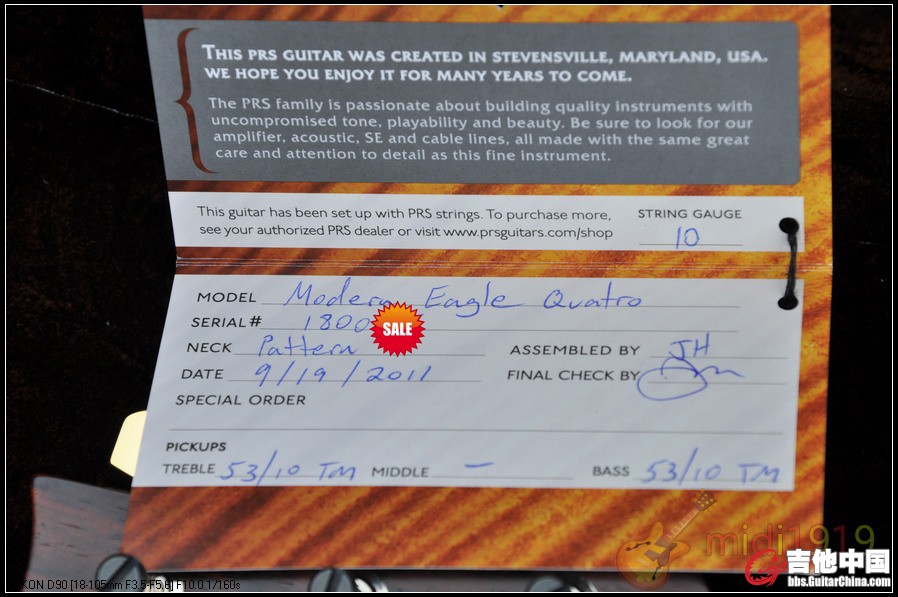 THIS PRS GUITAR WAS CREATED IN STEVENSVILLE, MARYLAND, USA.
WE HOPE YOU ENJOY IT FOR MANY YEARS TO COME.
The PRS family is passionate about building quality instruments with
uncompromised tone, playability and beauty. Be sure to look for our
amplifier, acoustic, SE and cable lines, all made with the same great
care and attention to detail as this fine instrument.
This guitar has been set up with PRS strings. To purchase more,
see your authorized PRS dealer or visit www.prsguitars.com/shop
STRING GAUGE
10
MODEL Modern Eagle Quatro
SERIAL# 1800
SALE
NECK Pattern
ASSEMBLED BY JH
DATE 9/19/2011
FINAL CHECK BY
SPECIAL ORDER
PICKUPS
TREBLE 53/10 TM MIDDLE — BASS 53/10 TM
midi1919
吉他中国
bbs.GuitarChina.com
KON D90 [18-105mm F3.5-F5.6] F10.0,1/160s